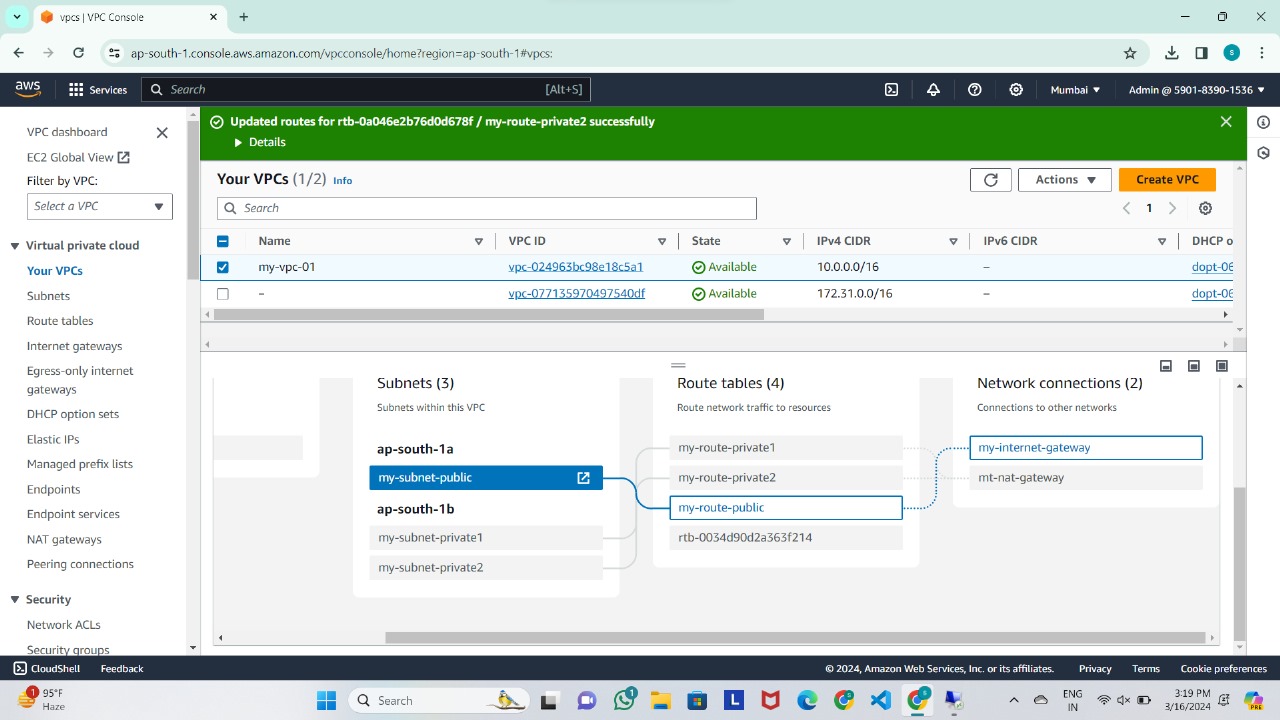 vpcs | VPC Console
ap-south-1.console.aws.amazon.com/vpcconsole/home?region=ap-south-1#vpcs:
s
aws
Services
Search
[Alt+S]
Mumbai
Admin @ 5901-8390-1536
VPC dashboard
EC2 Global View
Filter by VPC:
Select a VPC
Virtual private cloud
Your VPCs
Subnets
Route tables
Internet gateways
Egress-only internet
gateways
DHCP option sets
Elastic IPs
Managed prefix lists
Endpoints
Endpoint services
NAT gateways
Peering connections
Security
Network ACLs
Security groups
Updated routes for rtb-0a046e2b76d0d678f / my-route-private2 successfully
Details
Your VPCs (1/2) Info
Actions
Create VPC
Search
1
Name VPC ID State IPv4 CIDR IPv6 CIDR DHCP o
my-vpc-01 vpc-024963bc98e18c5a1 Available 10.0.0.0/16 – dopt-06
– vpc-077135970497540df Available 172.31.0.0/16 – dopt-06
Subnets (3)
Subnets within this VPC
ap-south-1a
my-subnet-public
ap-south-1b
my-subnet-private1
my-subnet-private2
Route tables (4)
Route network traffic to resources
my-route-private1
my-route-private2
my-route-public
rtb-0034d90d2a363f214
Network connections (2)
Connections to other networks
my-internet-gateway
mt-nat-gateway
CloudShell
Feedback
© 2024, Amazon Web Services, Inc. or its affiliates.
Privacy
Terms
Cookie preferences
1
95°F
Haze
Search
1
L
S
ENG
IN
3:19 PM
3/16/2024
PRE